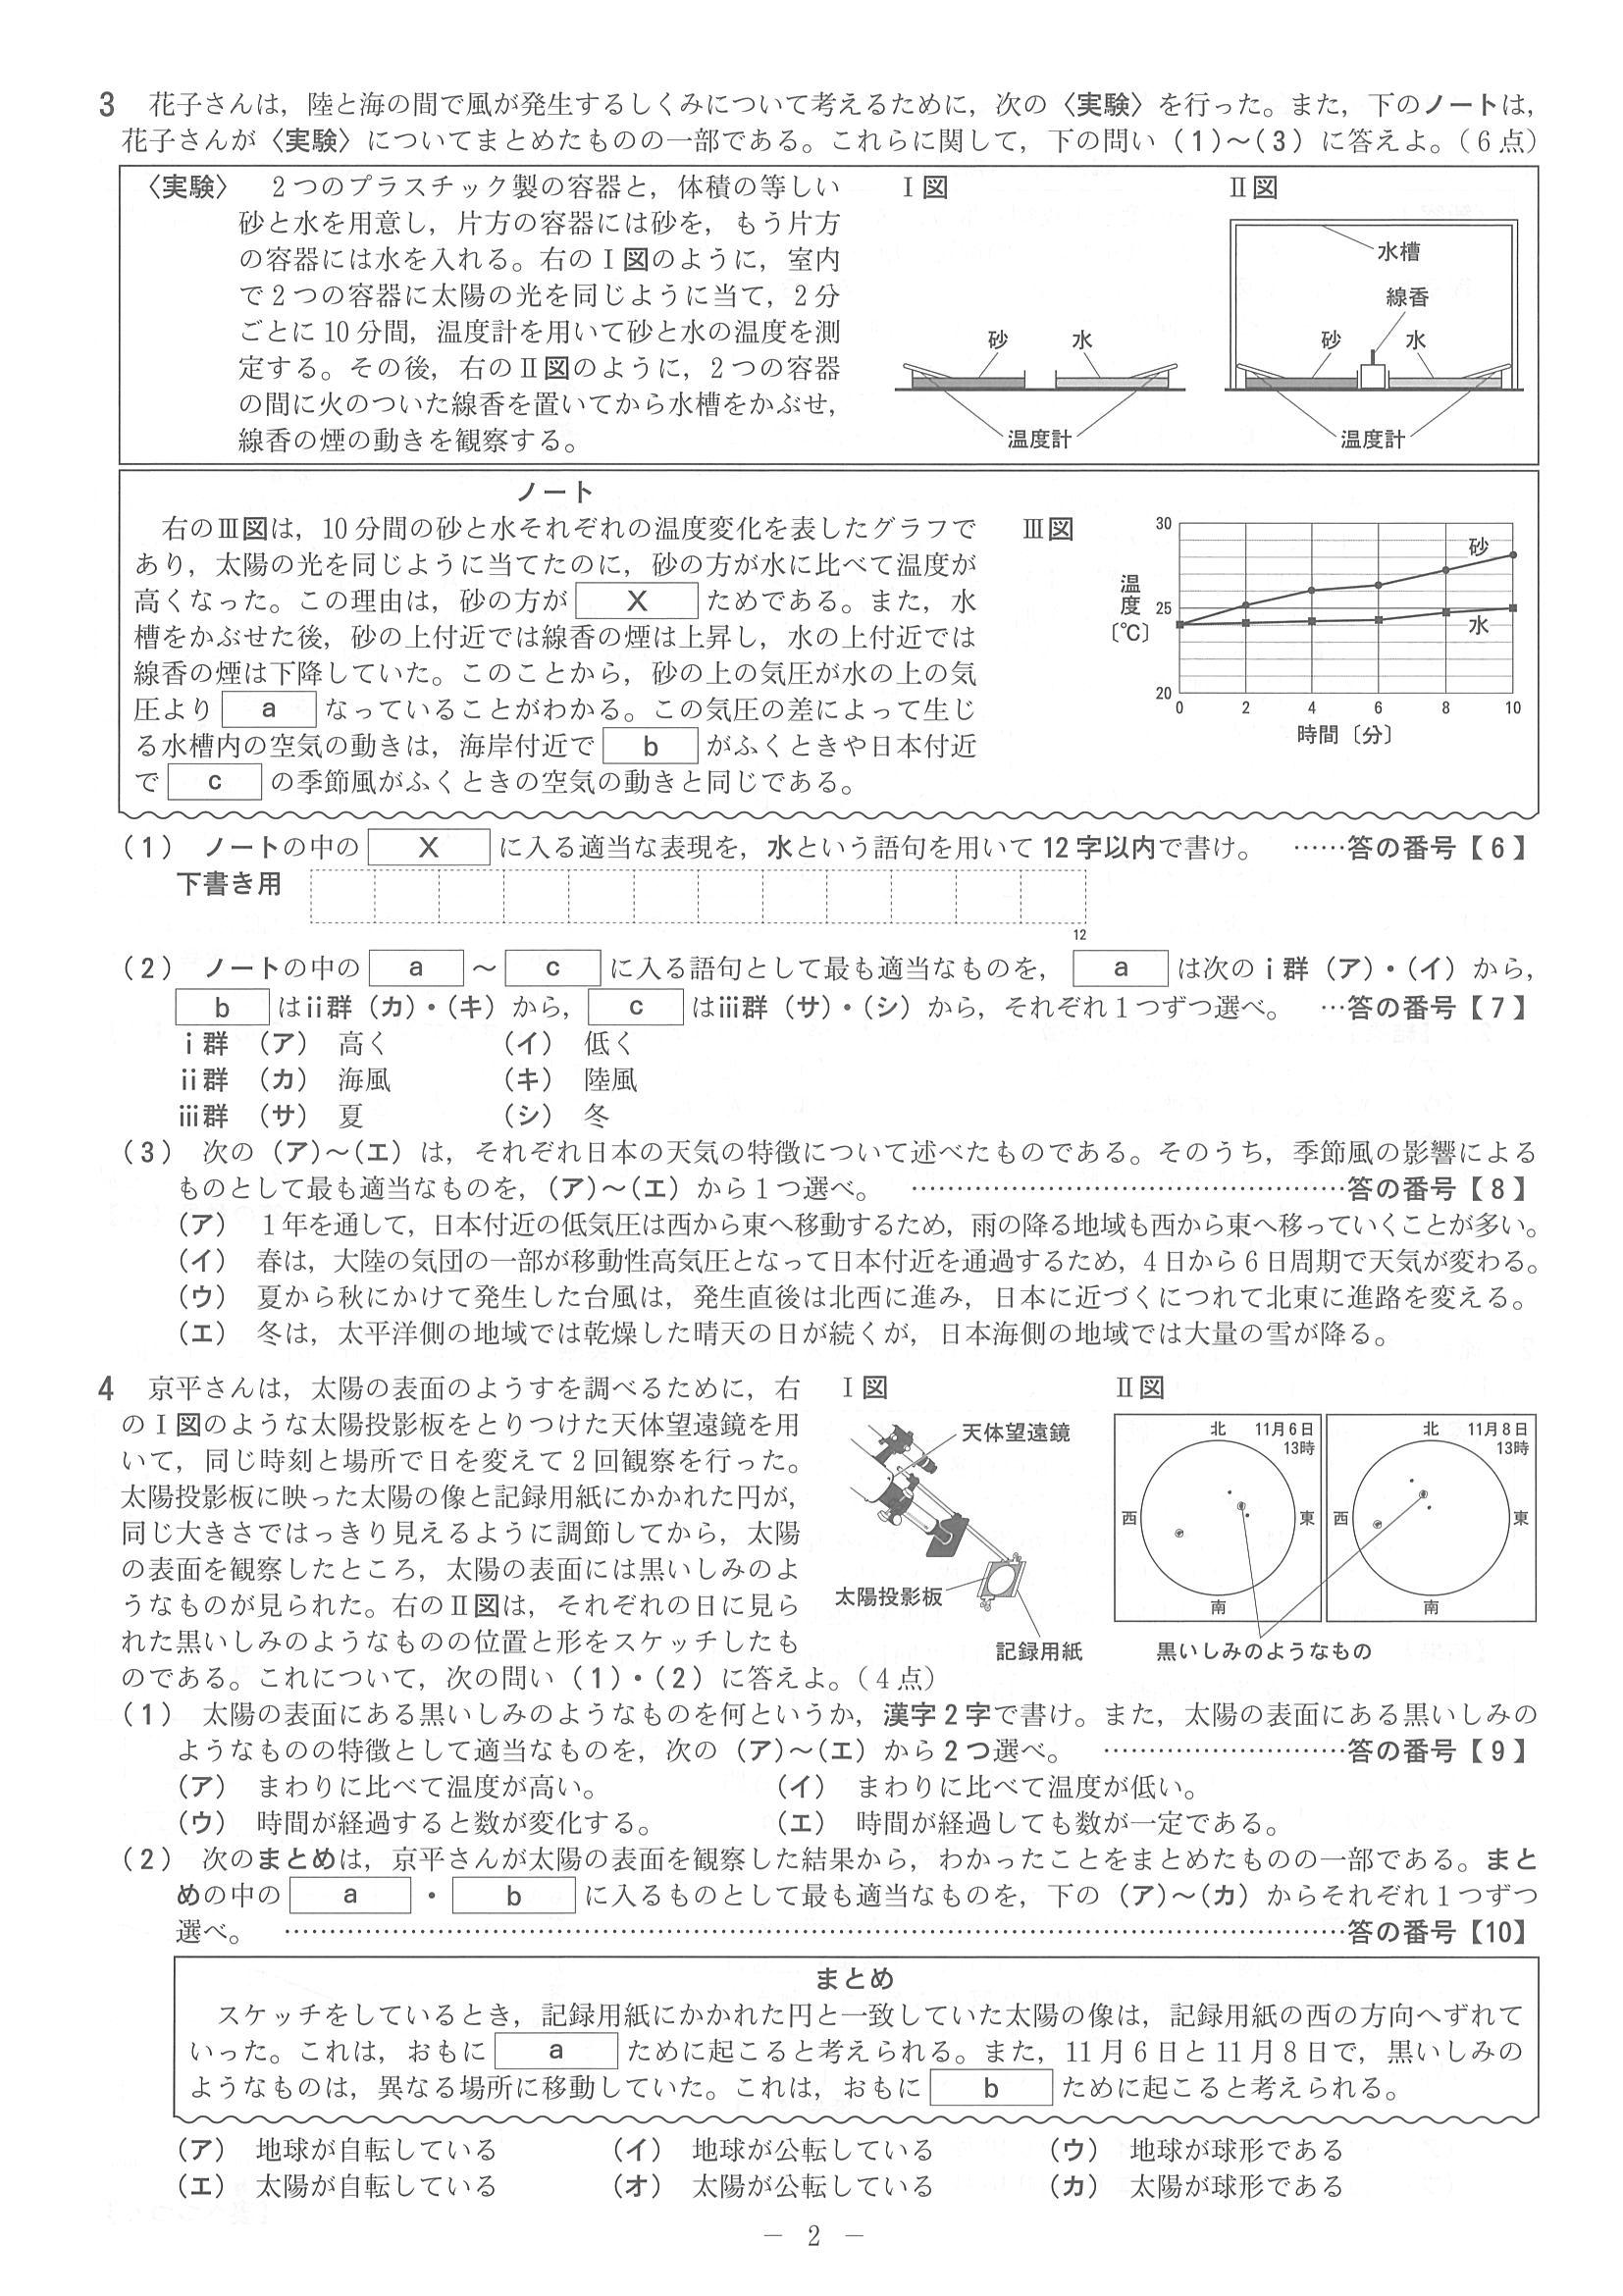 3 花子さんは，陸と海の間で風が発生するしくみについて考えるために，次の〈実験〉を行った。また，下のノートは，
花子さんが〈実験〉についてまとめたものの一部である。これらに関して，下の問い（1）～（3）に答えよ。（6点）
〈実験〉 2つのプラスチック製の容器と，体積の等しい
砂と水を用意し，片方の容器には砂を，もう片方
の容器には水を入れる。右のⅠ図のように，室内
で2つの容器に太陽の光を同じように当て，2分
ごとに10分間，温度計を用いて砂と水の温度を測
定する。その後，右のⅡ図のように，2つの容器
の間に火のついた線香を置いてから水槽をかぶせ，
線香の煙の動きを観察する。
Ⅰ図
砂 水
温度計
Ⅱ図
水槽
線香
砂 水
温度計
ノート
右のⅢ図は，10分間の砂と水それぞれの温度変化を表したグラフで
あり，太陽の光を同じように当てたのに，砂の方が水に比べて温度が
高くなった。この理由は，砂の方が X ためである。また，水
槽をかぶせた後，砂の上付近では線香の煙は上昇し，水の上付近では
線香の煙は下降していた。このことから，砂の上の気圧が水の上の気
圧より a なっていることがわかる。この気圧の差によって生じ
る水槽内の空気の動きは，海岸付近で b がふくときや日本付近
で c の季節風がふくときの空気の動きと同じである。
Ⅲ図
温度〔℃〕
30
25
20
砂
水
0 2 4 6 8 10
時間〔分〕
（1） ノートの中の X に入る適当な表現を，水という語句を用いて12字以内で書け。 ……答の番号【6】
下書き用
12
（2） ノートの中の a ～ c に入る語句として最も適当なものを， a は次のⅰ群（ア）・（イ）から，
b はⅱ群（カ）・（キ）から， c はⅲ群（サ）・（シ）から，それぞれ1つずつ選べ。 …答の番号【7】
ⅰ群 （ア） 高く （イ） 低く
ⅱ群 （カ） 海風 （キ） 陸風
ⅲ群 （サ） 夏 （シ） 冬
（3） 次の（ア）～（エ）は，それぞれ日本の天気の特徴について述べたものである。そのうち，季節風の影響による
ものとして最も適当なものを，（ア）～（エ）から1つ選べ。 …………………………………………答の番号【8】
（ア） 1年を通して，日本付近の低気圧は西から東へ移動するため，雨の降る地域も西から東へ移っていくことが多い。
（イ） 春は，大陸の気団の一部が移動性高気圧となって日本付近を通過するため，4日から6日周期で天気が変わる。
（ウ） 夏から秋にかけて発生した台風は，発生直後は北西に進み，日本に近づくにつれて北東に進路を変える。
（エ） 冬は，太平洋側の地域では乾燥した晴天の日が続くが，日本海側の地域では大量の雪が降る。
4 京平さんは，太陽の表面のようすを調べるために，右
のⅠ図のような太陽投影板をとりつけた天体望遠鏡を用
いて，同じ時刻と場所で日を変えて2回観察を行った。
太陽投影板に映った太陽の像と記録用紙にかかれた円が，
同じ大きさではっきり見えるように調節してから，太陽
の表面を観察したところ，太陽の表面には黒いしみのよ
うなものが見られた。右のⅡ図は，それぞれの日に見ら
れた黒いしみのようなものの位置と形をスケッチしたも
のである。これについて，次の問い（1）・（2）に答えよ。（4点）
Ⅰ図
天体望遠鏡
太陽投影板
記録用紙
Ⅱ図
北 11月6日
13時
西 東
南
北 11月8日
13時
西 東
南
黒いしみのようなもの
（1） 太陽の表面にある黒いしみのようなものを何というか，漢字2字で書け。また，太陽の表面にある黒いしみの
ようなものの特徴として適当なものを，次の（ア）～（エ）から2つ選べ。 ………………………答の番号【9】
（ア） まわりに比べて温度が高い。 （イ） まわりに比べて温度が低い。
（ウ） 時間が経過すると数が変化する。 （エ） 時間が経過しても数が一定である。
（2） 次のまとめは，京平さんが太陽の表面を観察した結果から，わかったことをまとめたものの一部である。まと
めの中の a ・ b に入るものとして最も適当なものを，下の（ア）～（カ）からそれぞれ1つずつ
選べ。 ……………………………………………………………………………………………………答の番号【10】
まとめ
スケッチをしているとき，記録用紙にかかれた円と一致していた太陽の像は，記録用紙の西の方向へずれて
いった。これは，おもに a ために起こると考えられる。また，11月6日と11月8日で，黒いしみの
ようなものは，異なる場所に移動していた。これは，おもに b ために起こると考えられる。
（ア） 地球が自転している （イ） 地球が公転している （ウ） 地球が球形である
（エ） 太陽が自転している （オ） 太陽が公転している （カ） 太陽が球形である
― 2 ―